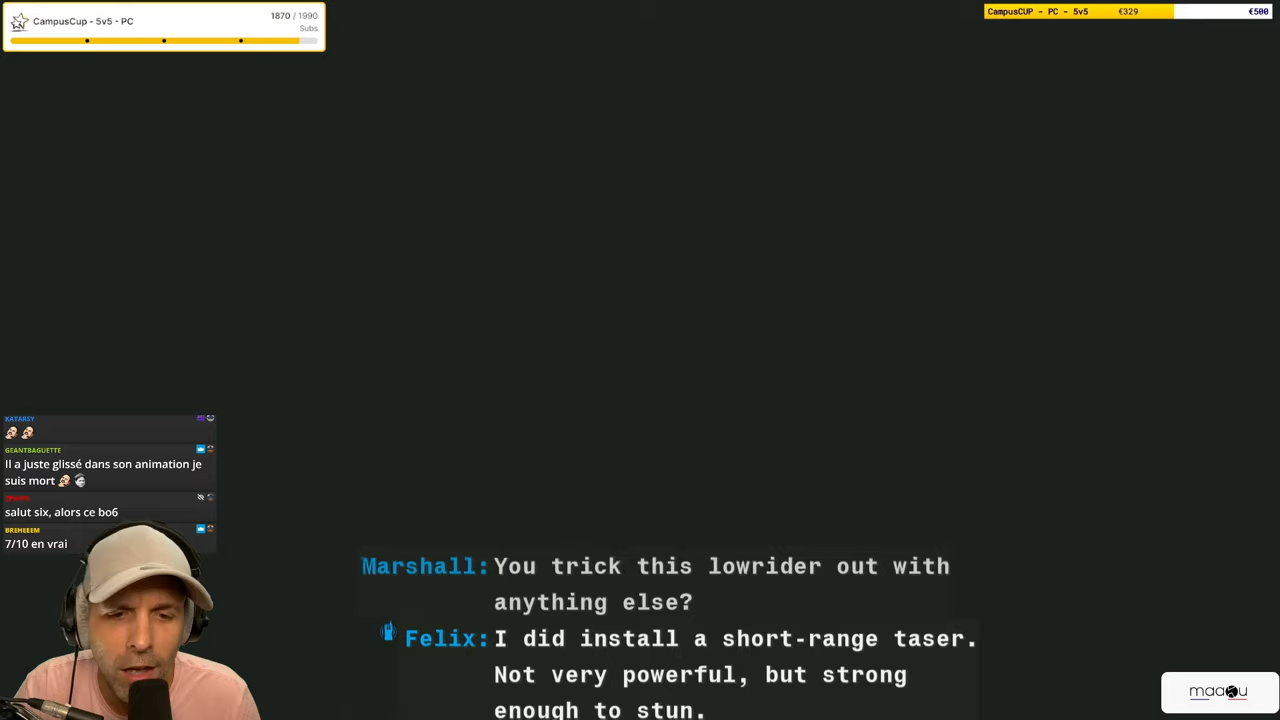 CampusCup - 5v5 - PC
1870 / 1990
Subs
CampusCUP - PC - 5v5 €329 €500
KATARSY
GEANTBAGUETTE
Il a juste glissé dans son animation je
suis mort
salut six, alors ce bo6
BR3HEEEM
7/10 en vrai
Marshall: You trick this lowrider out with
anything else?
Felix: I did install a short-range taser.
Not very powerful, but strong
enough to stun.